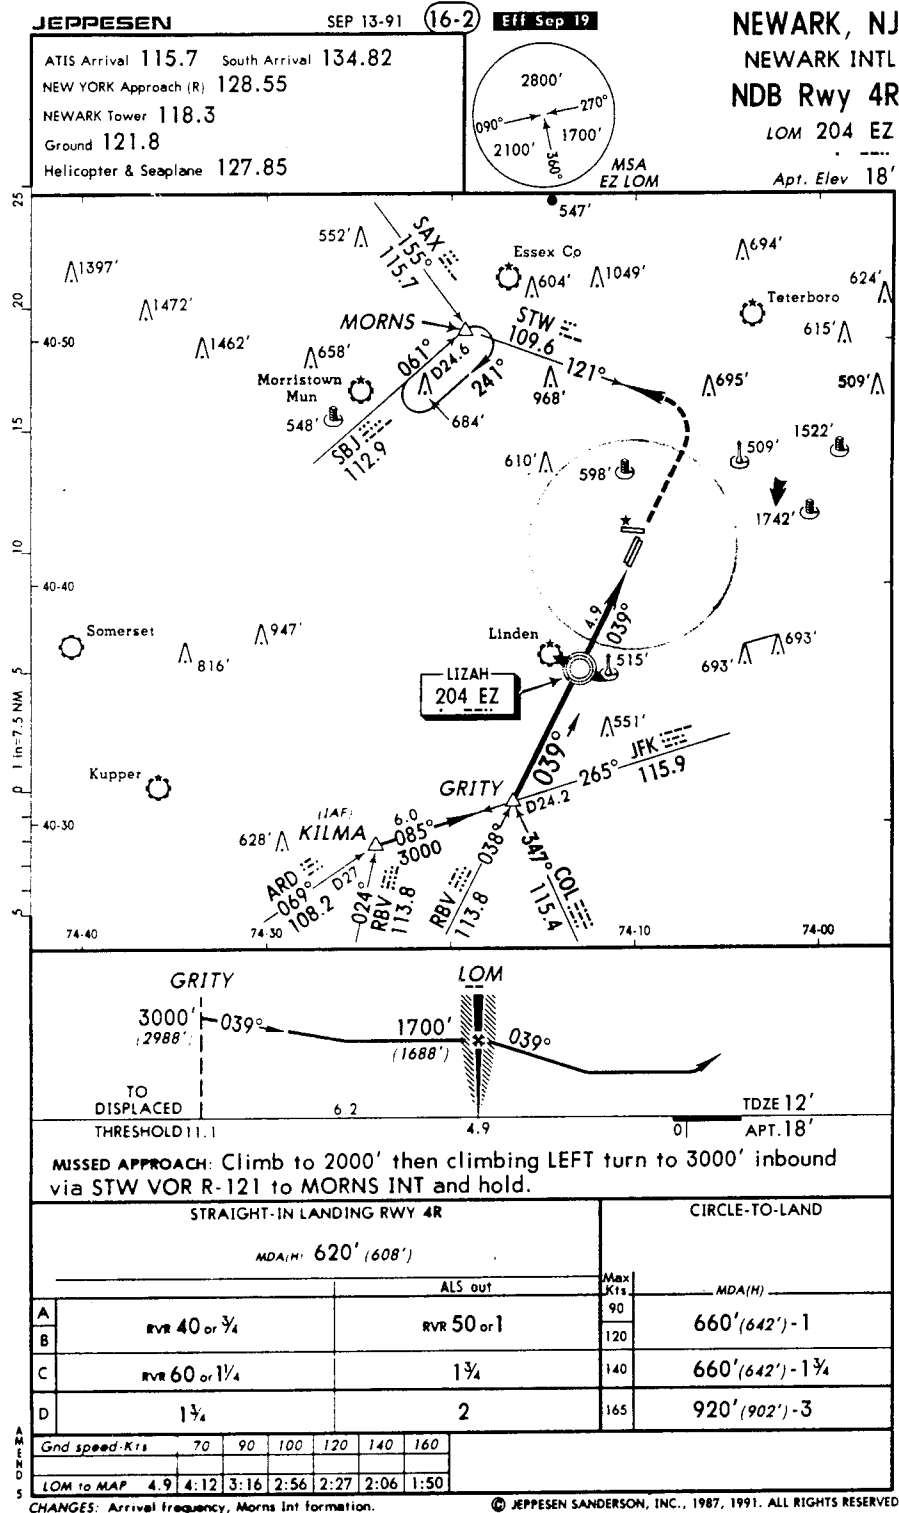 JEPPESEN SEP 13-91 16-2 Eff Sep 19
NEWARK, NJ
NEWARK INTL
NDB Rwy 4R
LOM 204 EZ
Apt. Elev 18'
ATIS Arrival 115.7 South Arrival 134.82
NEW YORK Approach (R) 128.55
NEWARK Tower 118.3
Ground 121.8
Helicopter & Seaplane 127.85
2800'
270°
090°
1700'
2100'
360°
MSA
EZ LOM
25
547'
SAX
155°
115.7
552'
694'
Essex Co
1397'
604'
1049'
624'
1472'
Teterboro
20
MORNS
STW
109.6
615'
40-50
1462'
658'
061°
D24.6
121°
Morristown
Mun
241°
968'
695'
509'
548'
684'
15
SBJ
112.9
610'
598'
509'
1522'
1742'
10
40-40
4.9
039°
Somerset
947'
Linden
816'
515'
693'
693'
5
LIZAH
204 EZ
551'
1 in=7.5 NM
0
039°
JFK
115.9
265°
Kupper
GRITY
D24.2
(IAF)
KILMA
6.0
085°
3000
40-30
628'
ARD
069°
108.2
D27
024°
RBV
113.8
038°
RBV
113.8
347°
COL
115.4
5
74-40 74-30 74-10 74-00
GRITY LOM
3000'
(2988')
039°
1700'
(1688')
039°
TO
DISPLACED
THRESHOLD 11.1
6.2
4.9
0
TDZE 12'
APT. 18'
MISSED APPROACH: Climb to 2000' then climbing LEFT turn to 3000' inbound
via STW VOR R-121 to MORNS INT and hold.
STRAIGHT-IN LANDING RWY 4R CIRCLE-TO-LAND
MDA(H) 620' (608')
ALS out
Max
Kts
MDA(H)
A
B
RVR 40 or ¾ RVR 50 or 1
90
120
660' (642') - 1
C RVR 60 or 1¼ 1¾ 140 660' (642') - 1¾
D 1¾ 2 165 920' (902') - 3
Gnd speed-Kts 70 90 100 120 140 160
LOM to MAP 4.9 4:12 3:16 2:56 2:27 2:06 1:50
AMEND 5
CHANGES: Arrival frequency, Morns Int formation.
© JEPPESEN SANDERSON, INC., 1987, 1991. ALL RIGHTS RESERVED